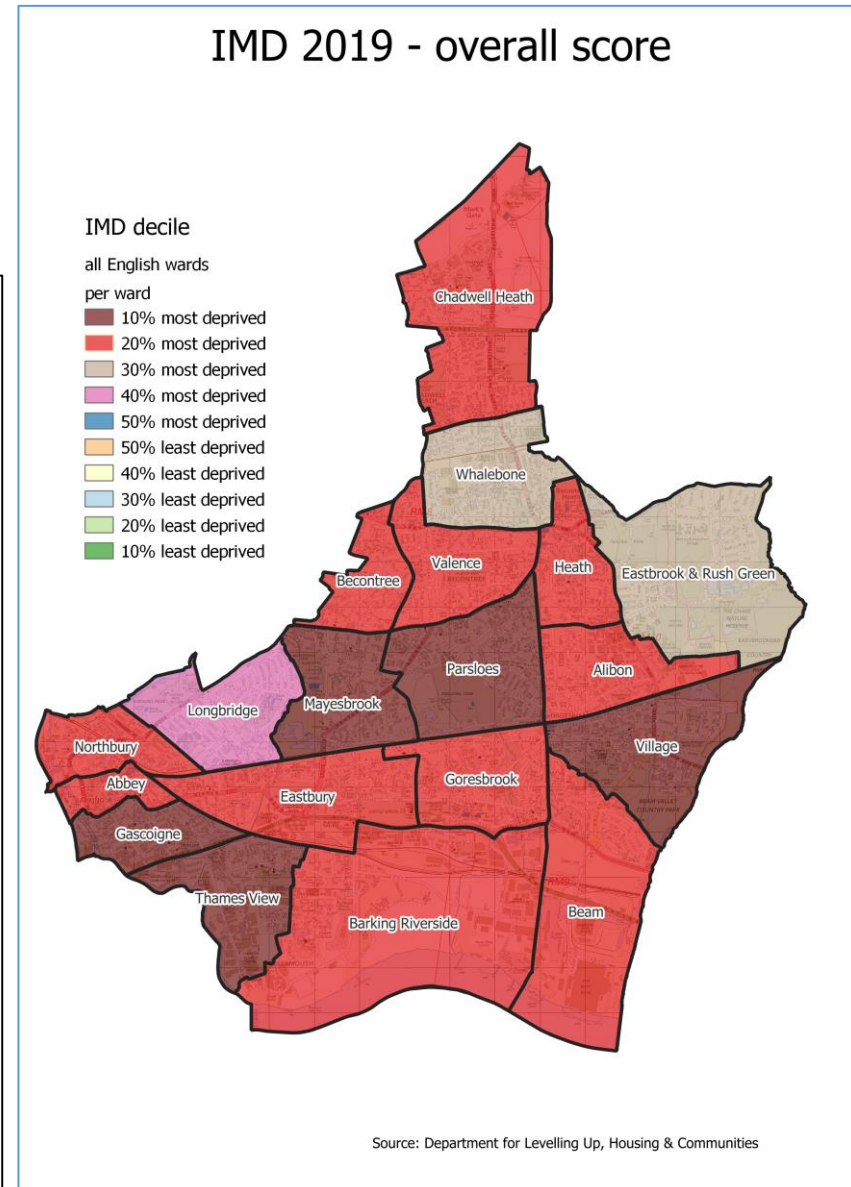 IMD 2019 - overall score
IMD decile
all English wards
per ward
10% most deprived
20% most deprived
30% most deprived
40% most deprived
50% most deprived
50% least deprived
40% least deprived
30% least deprived
20% least deprived
10% least deprived
Chadwell Heath
Whalebone
Becontree
Valence
Heath
Eastbrook & Rush Green
Longbridge
Mayesbrook
Parsloes
Alibon
Northbury
Village
Abbey
Eastbury
Goresbrook
Gascoigne
Thames View
Barking Riverside
Beam
Source: Department for Levelling Up, Housing & Communities